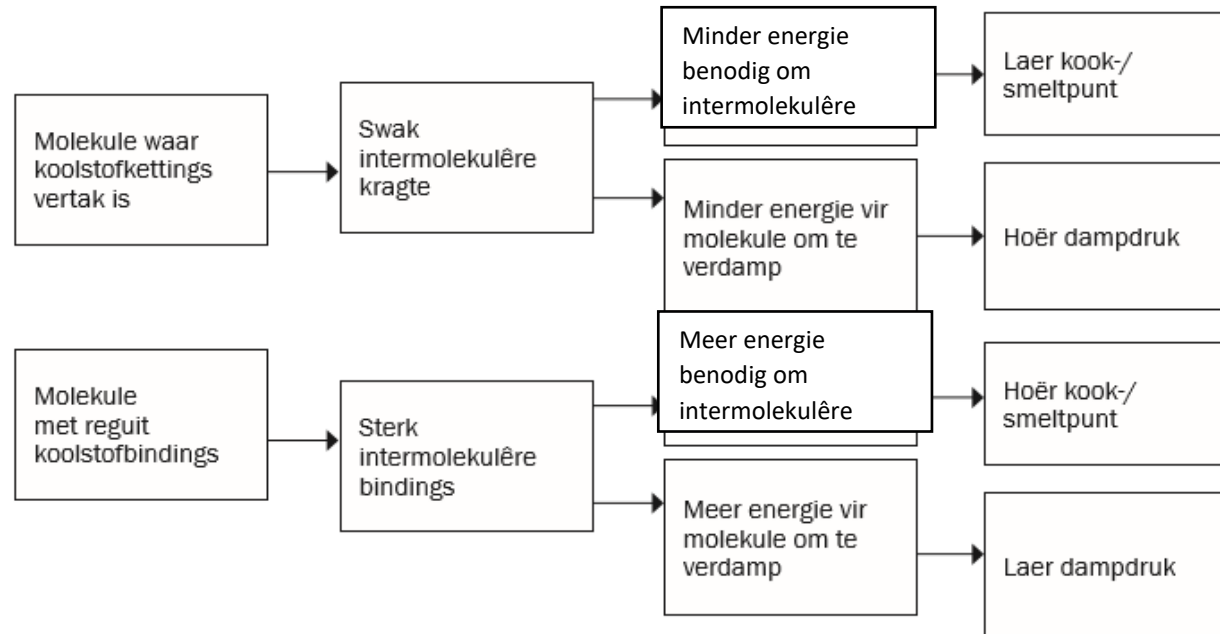 Molekule waar
koolstofkettings
vertak is
Swak
intermolekulêre
kragte
Minder energie
benodig om
intermolekulêre
Laer kook-/
smeltpunt
Minder energie vir
molekule om te
verdamp
Hoër dampdruk
Molekule
met reguit
koolstofbindings
Sterk
intermolekulêre
bindings
Meer energie
benodig om
intermolekulêre
Hoër kook-/
smeltpunt
Meer energie vir
molekule om te
verdamp
Laer dampdruk